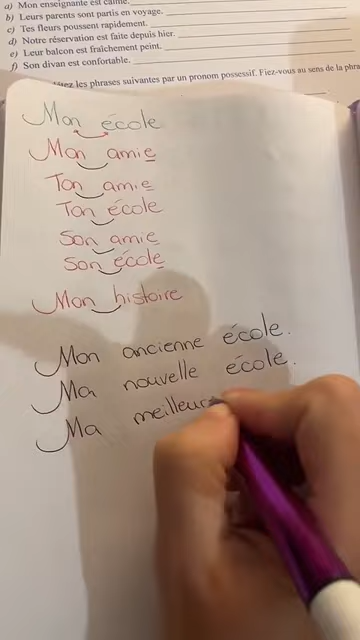 a) Mon enseignante est calme.
b) Leurs parents sont partis en voyage.
c) Tes fleurs poussent rapidement.
d) Notre réservation est faite depuis hier.
e) Leur balcon est fraîchement peint.
f) Son divan est confortable.
les phrases suivantes par un pronom possessif. Fiez-vous au sens de la
Mon école
Mon amie
Ton amie
Ton école
Son amie
Son école
Mon histoire
Mon ancienne école.
Ma nouvelle école.
Ma meilleure